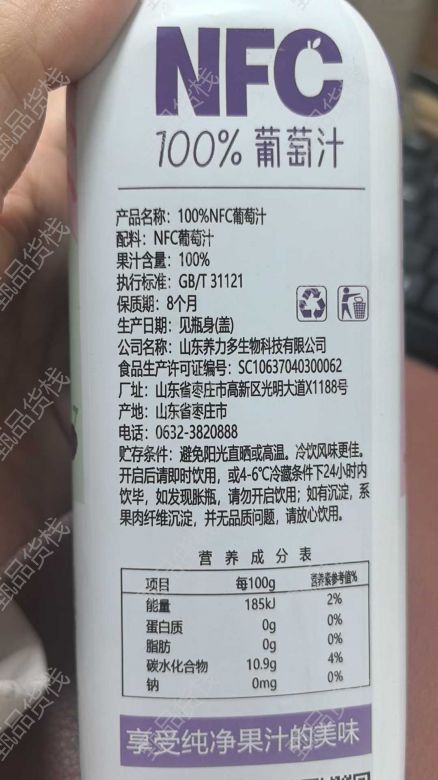 NFC
100% 葡萄汁
产品名称：100%NFC葡萄汁
配料：NFC葡萄汁
果汁含量：100%
执行标准：GB/T 31121
保质期：8个月
生产日期：见瓶身(盖)
公司名称：山东养力多生物科技有限公司
食品生产许可证编号：SC10637040300062
厂址：山东省枣庄市高新区光明大道X1188号
产地：山东省枣庄市
电话：0632-3820888
贮存条件：避免阳光直晒或高温。冷饮风味更佳。
开启后请即时饮用，或4-6℃冷藏条件下24小时内
饮毕，如发现胀瓶，请勿开启饮用；如有沉淀，系
果肉纤维沉淀，并无品质问题，请放心饮用。
营养成分表
项目 每100g 营养素参考值%
能量 185kJ 2%
蛋白质 0g 0%
脂肪 0g 0%
碳水化合物 10.9g 4%
钠 0mg 0%
享受纯净果汁的美味
甄品货栈